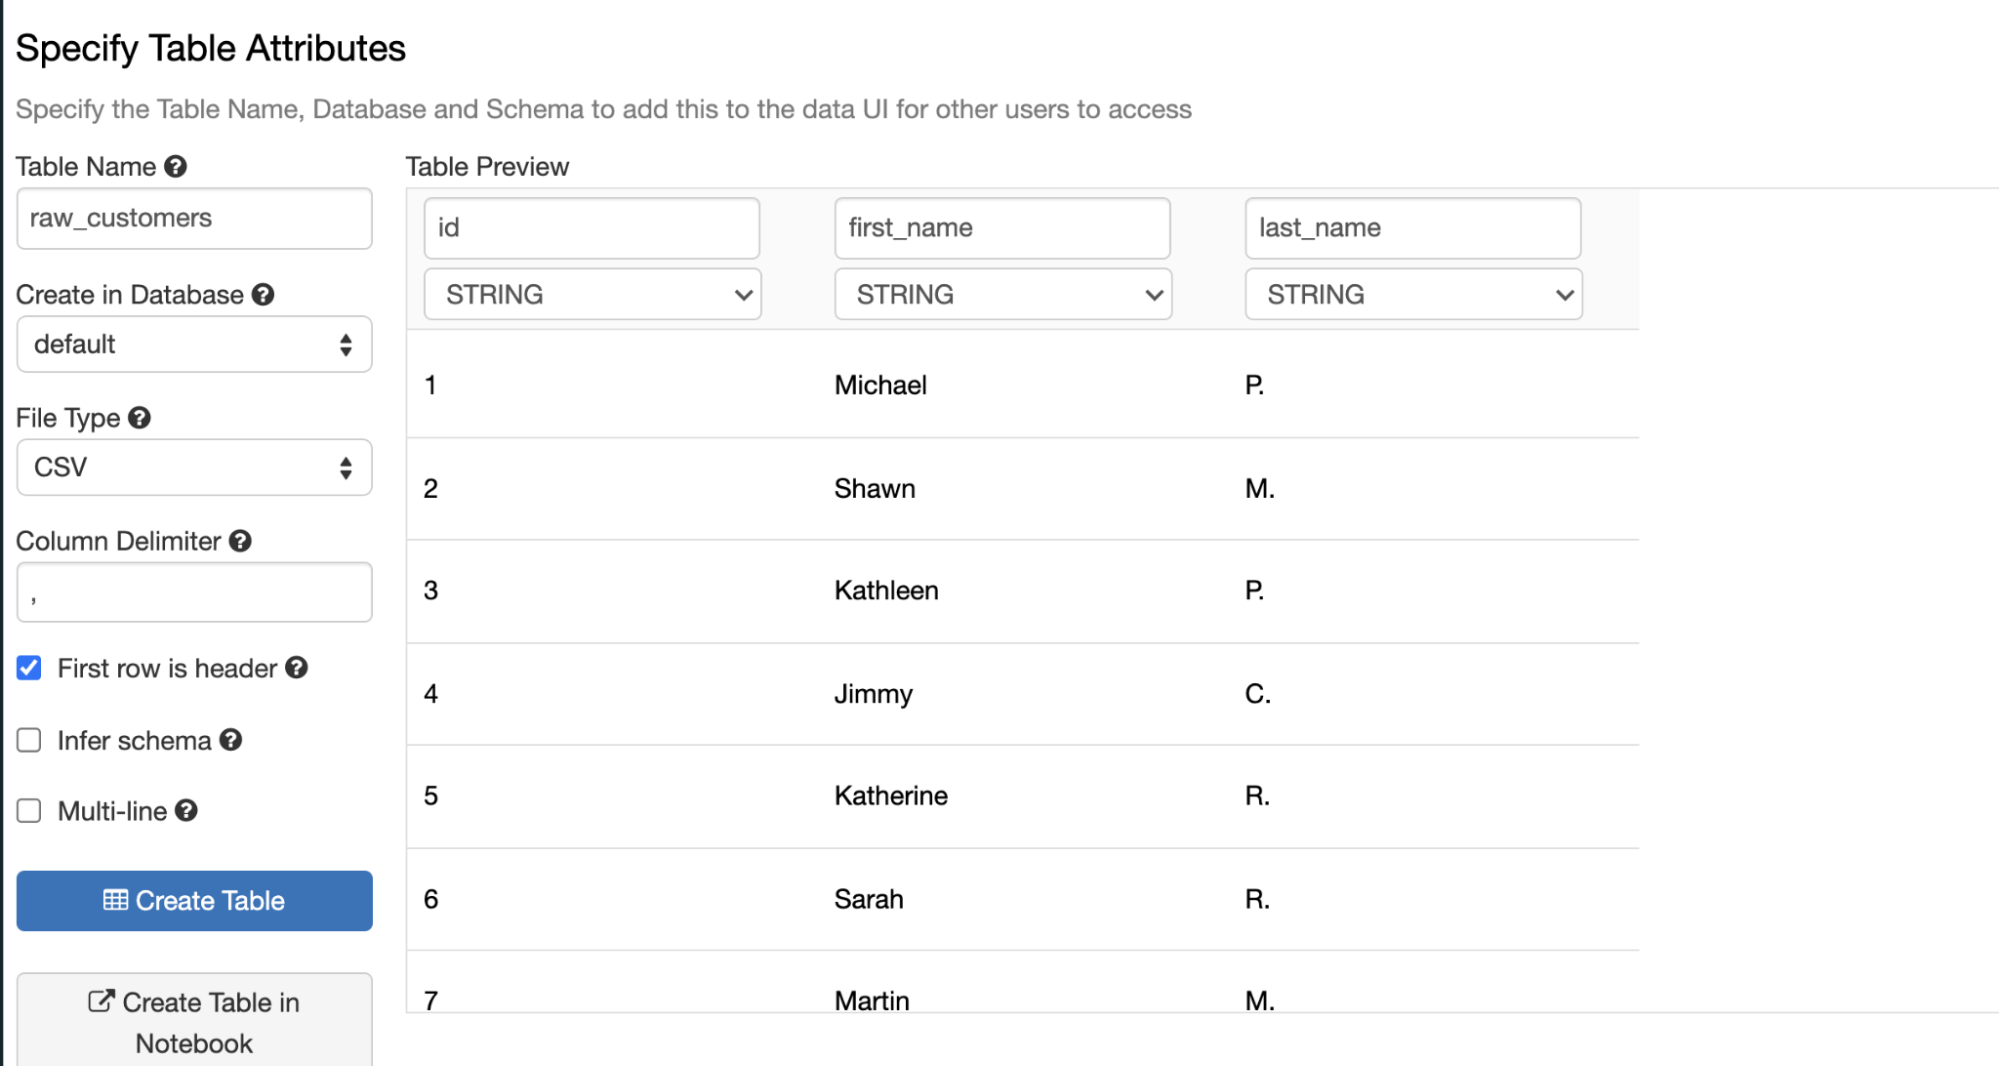 Specify Table Attributes
Specify the Table Name, Database and Schema to add this to the data UI for other users to access
Table Name
raw_customers
Create in Database
default
File Type
CSV
Column Delimiter
,
First row is header
Infer schema
Multi-line
Create Table
Create Table in
Notebook
Table Preview
id first_name last_name
STRING STRING STRING
1 Michael P.
2 Shawn M.
3 Kathleen P.
4 Jimmy C.
5 Katherine R.
6 Sarah R.
7 Martin M.